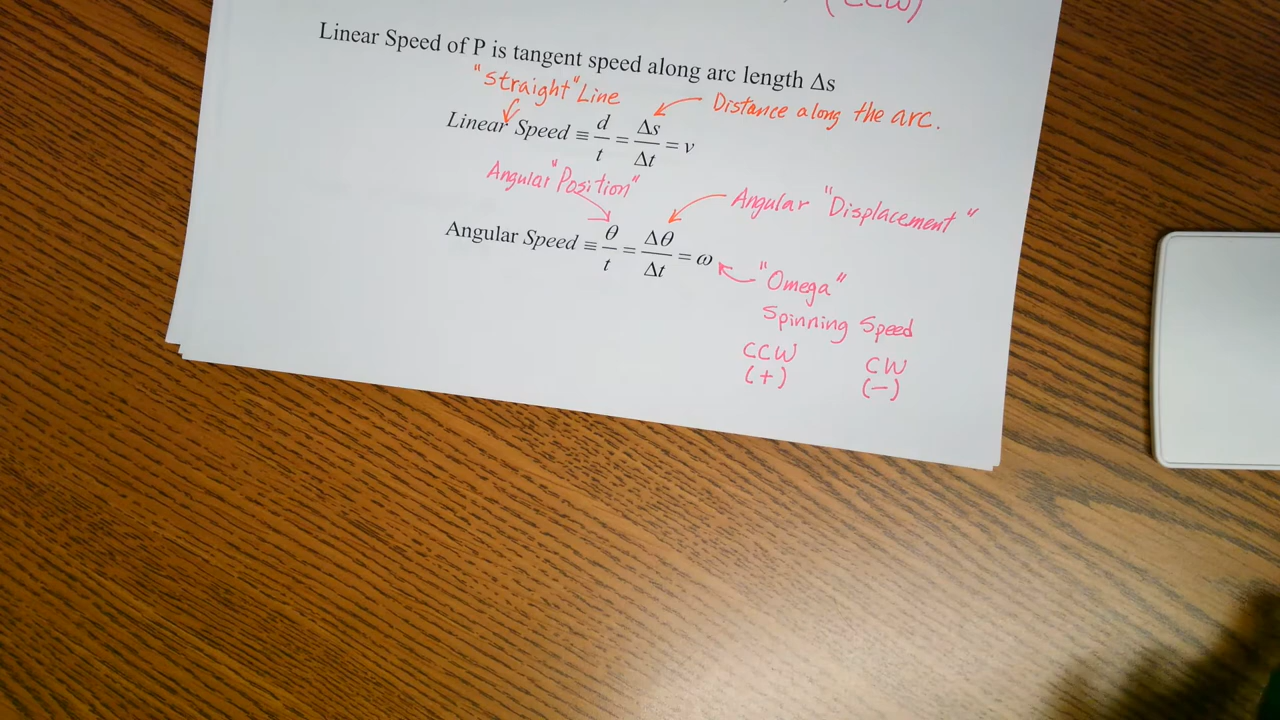 (CCW)
Linear Speed of P is tangent speed along arc length Δs
"Straight" Line
Distance along the arc.
Linear Speed ≡ d/t = Δs/Δt = v
Angular "Position"
Angular "Displacement"
Angular Speed ≡ θ/t = Δθ/Δt = ω
"Omega"
Spinning Speed
CCW CW
(+) (−)